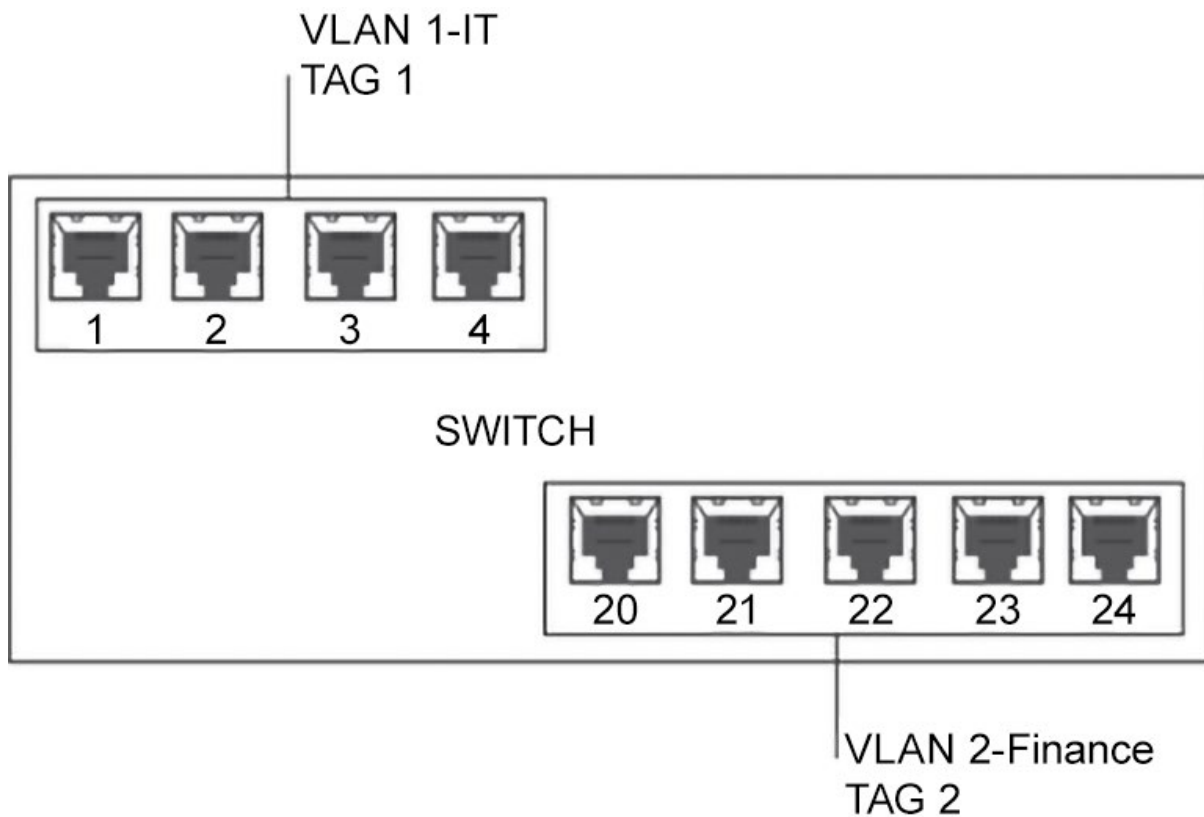 VLAN 1-IT
TAG 1
1 2 3 4
SWITCH
20 21 22 23 24
VLAN 2-Finance
TAG 2